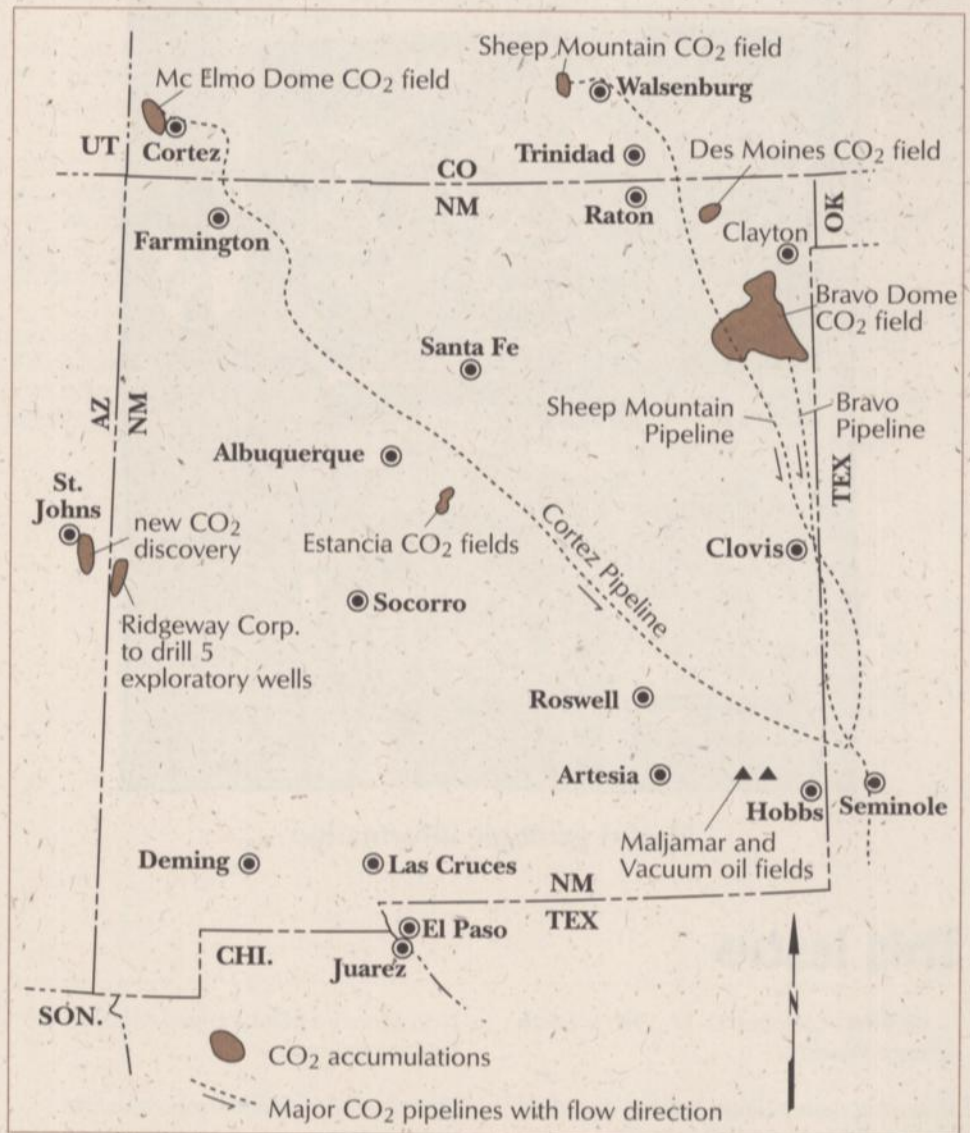 Sheep Mountain CO₂ field
Mc Elmo Dome CO₂ field
Walsenburg
UT
Cortez
CO
Trinidad
Des Moines CO₂ field
NM
Raton
OK
Farmington
Clayton
Bravo Dome
CO₂ field
Santa Fe
AZ
NM
Sheep Mountain
Pipeline
Bravo
Pipeline
Albuquerque
TEX
St.
Johns
new CO₂
discovery
Estancia CO₂ fields
Cortez Pipeline
Clovis
Socorro
Ridgeway Corp.
to drill 5
exploratory wells
Roswell
Artesia
Hobbs
Seminole
Maljamar and
Vacuum oil fields
Deming
Las Cruces
NM
TEX
El Paso
CHI.
Juarez
SON.
N
CO₂ accumulations
Major CO₂ pipelines with flow direction